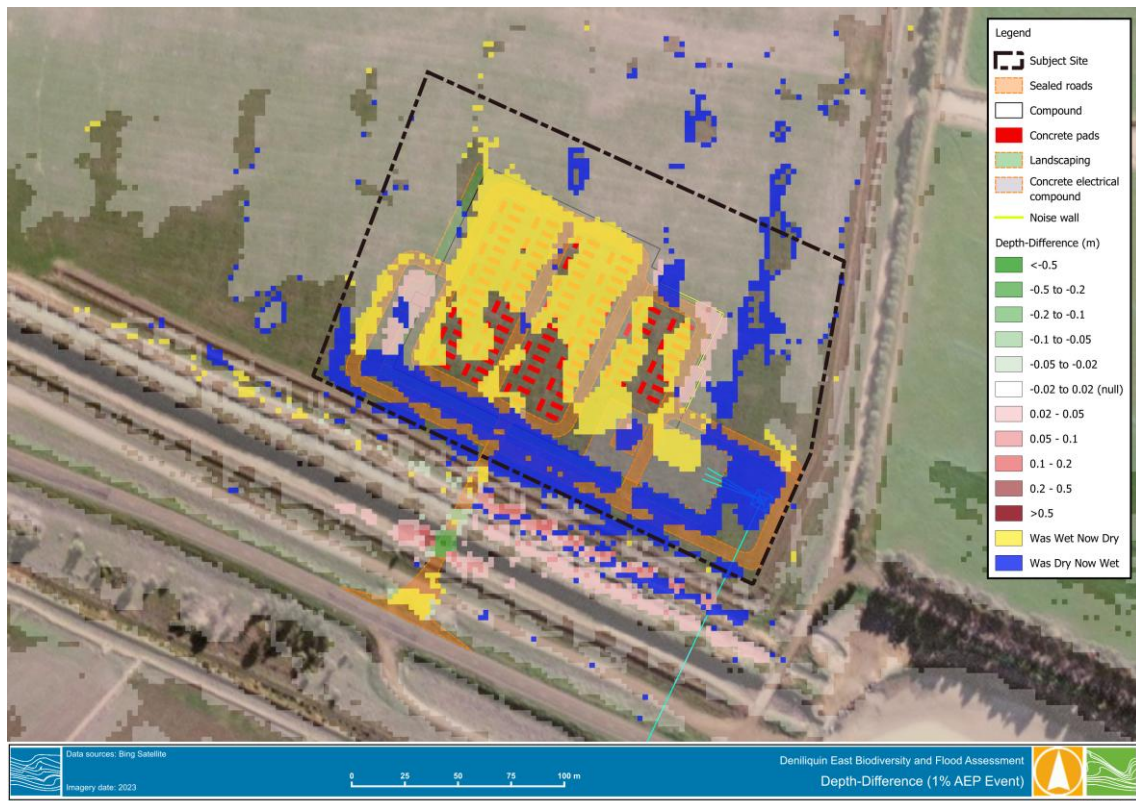 Legend
Subject Site
Sealed roads
Compound
Concrete pads
Landscaping
Concrete electrical
compound
Noise wall
Depth-Difference (m)
<-0.5
-0.5 to -0.2
-0.2 to -0.1
-0.1 to -0.05
-0.05 to -0.02
-0.02 to 0.02 (null)
0.02 - 0.05
0.05 - 0.1
0.1 - 0.2
0.2 - 0.5
>0.5
Was Wet Now Dry
Was Dry Now Wet
Data sources: Bing Satellite
Imagery date: 2023
0 25 50 75 100 m
Deniliquin East Biodiversity and Flood Assessment
Depth-Difference (1% AEP Event)